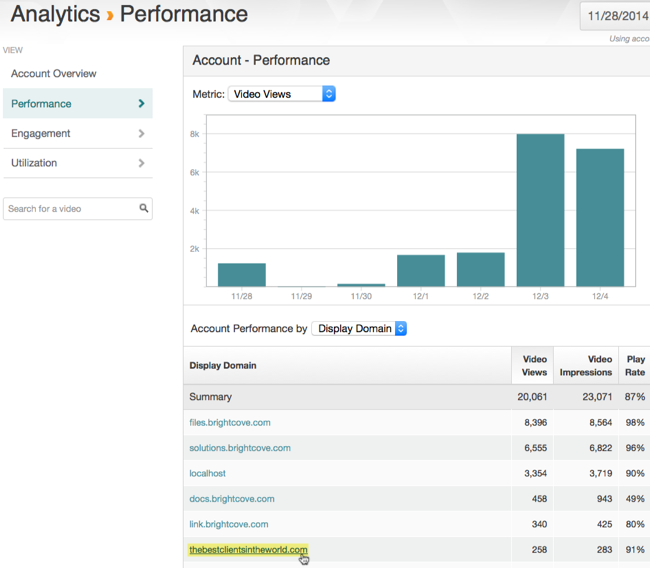 Analytics › Performance
11/28/2014
Using acco
VIEW
Account Overview
Performance
Engagement
Utilization
Search for a video
Account - Performance
Metric: Video Views
8k
6k
4k
2k
11/28 11/29 11/30 12/1 12/2 12/3 12/4
Account Performance by Display Domain
Display Domain Video Views Video Impressions Play Rate
Summary 20,061 23,071 87%
files.brightcove.com 8,396 8,564 98%
solutions.brightcove.com 6,555 6,822 96%
localhost 3,354 3,719 90%
docs.brightcove.com 458 943 49%
link.brightcove.com 340 425 80%
thebestclientsintheworld.com 258 283 91%